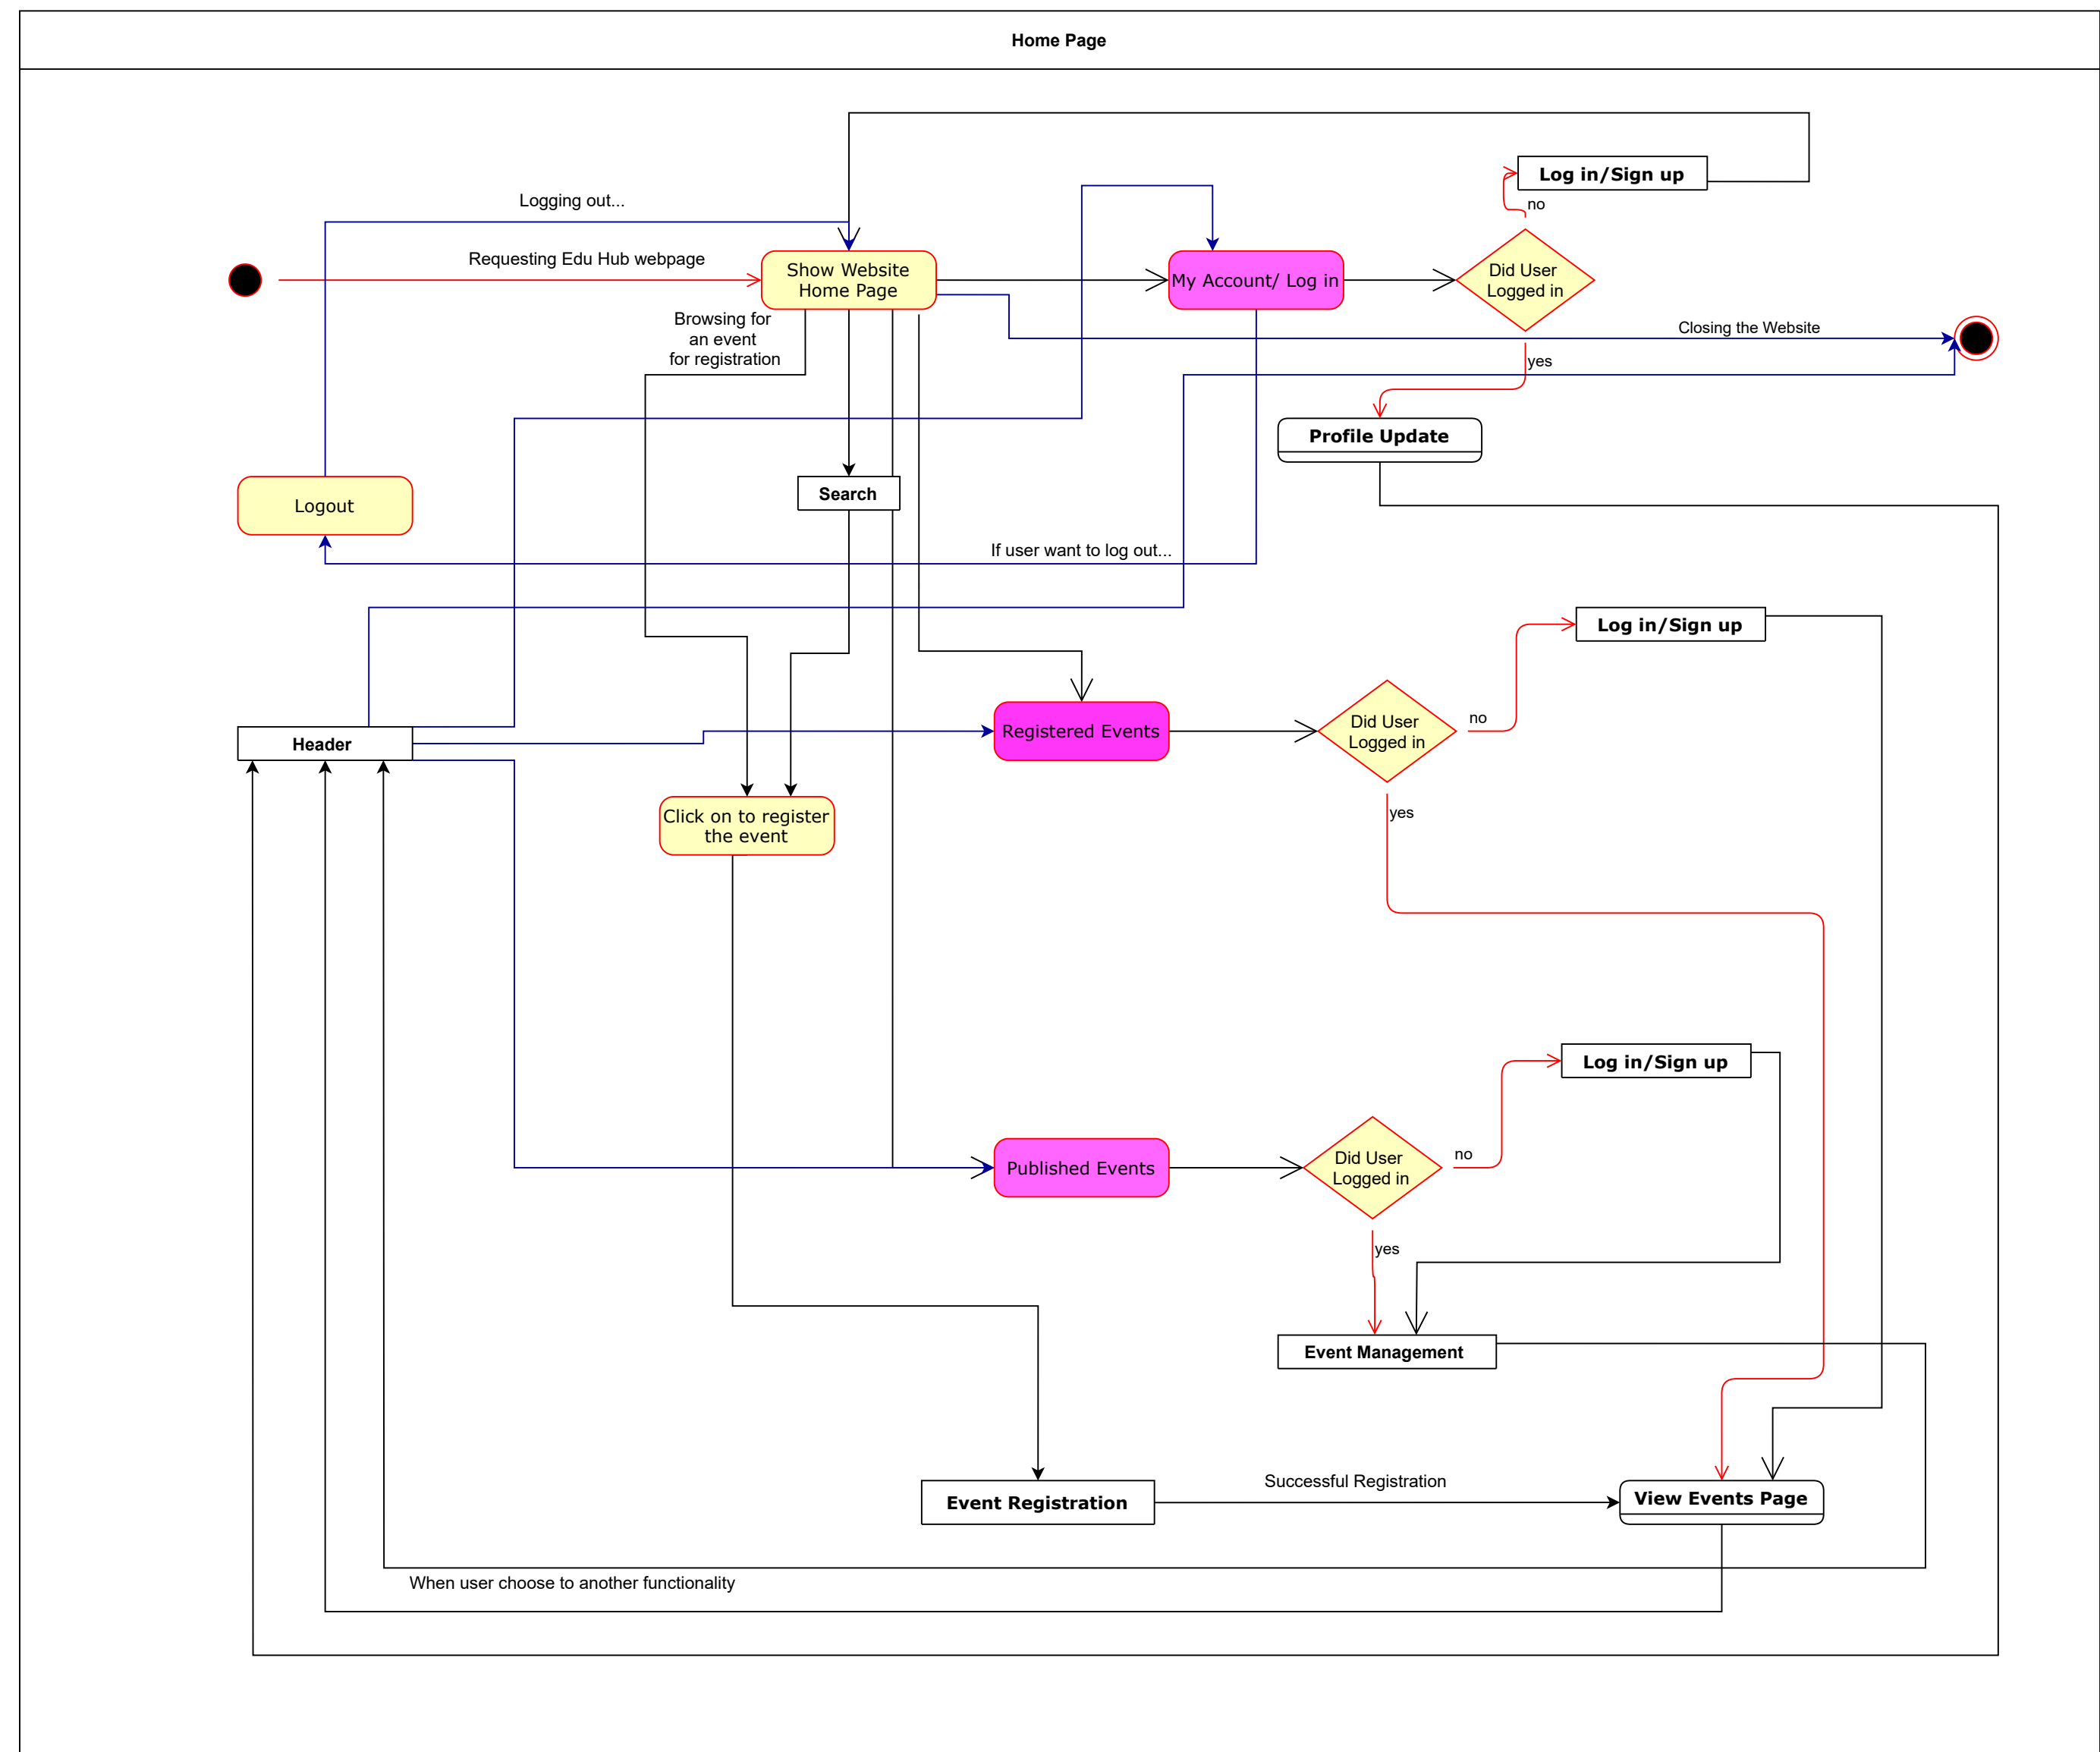 Home Page
Log in/Sign up
no
Logging out...
Requesting Edu Hub webpage
Show Website
Home Page
My Account/ Log in
Did User
Logged in
Closing the Website
Browsing for
an event
for registration
yes
Profile Update
Logout
Search
If user want to log out...
Log in/Sign up
Header
Registered Events
Did User
Logged in
no
Click on to register
the event
yes
Log in/Sign up
Published Events
Did User
Logged in
no
yes
Event Management
Event Registration
Successful Registration
View Events Page
When user choose to another functionality